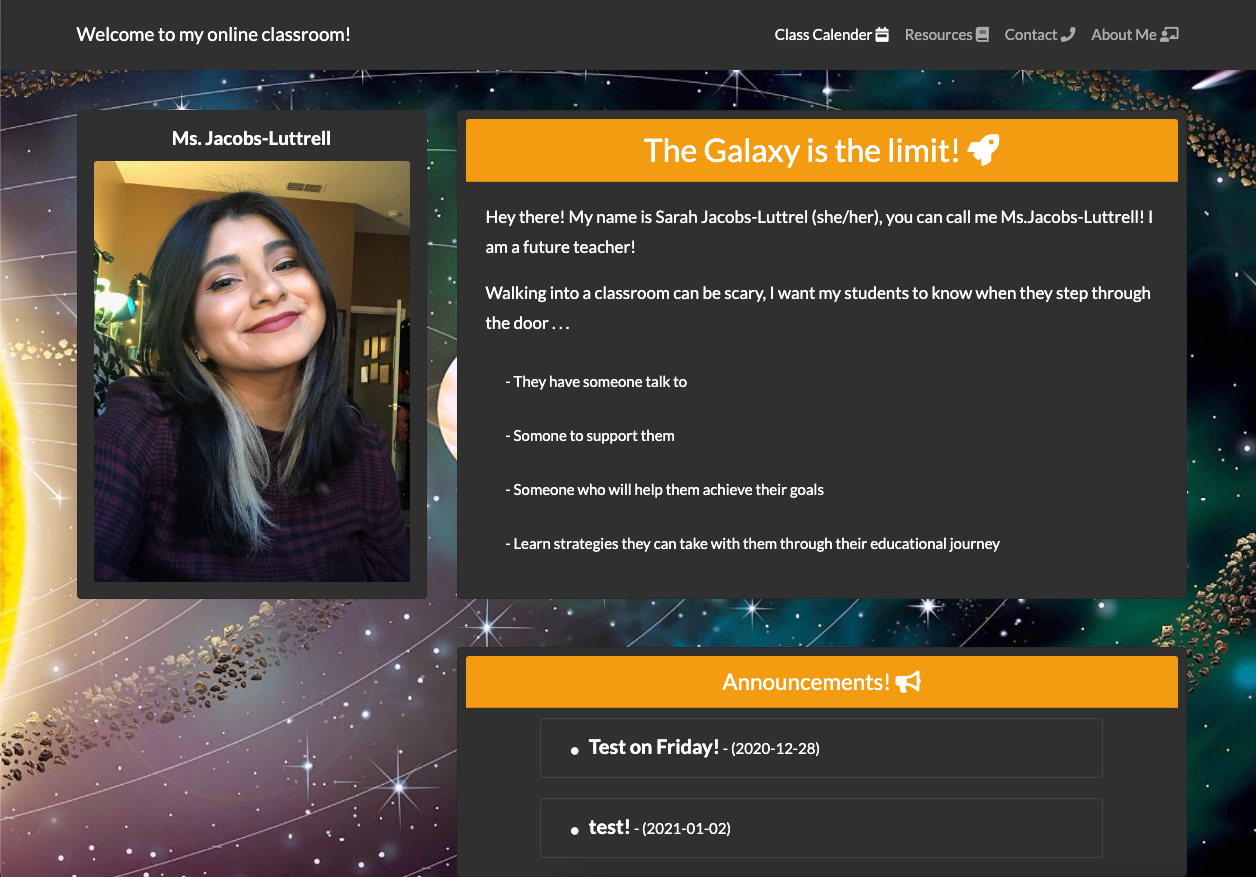 Welcome to my online classroom!
Class Calender
Resources
Contact
About Me
Ms. Jacobs-Luttrell
The Galaxy is the limit!
Hey there! My name is Sarah Jacobs-Luttrel (she/her), you can call me Ms.Jacobs-Luttrell! I
am a future teacher!
Walking into a classroom can be scary, I want my students to know when they step through
the door . . .
- They have someone talk to
- Somone to support them
- Someone who will help them achieve their goals
- Learn strategies they can take with them through their educational journey
Announcements!
● Test on Friday! - (2020-12-28)
● test! - (2021-01-02)